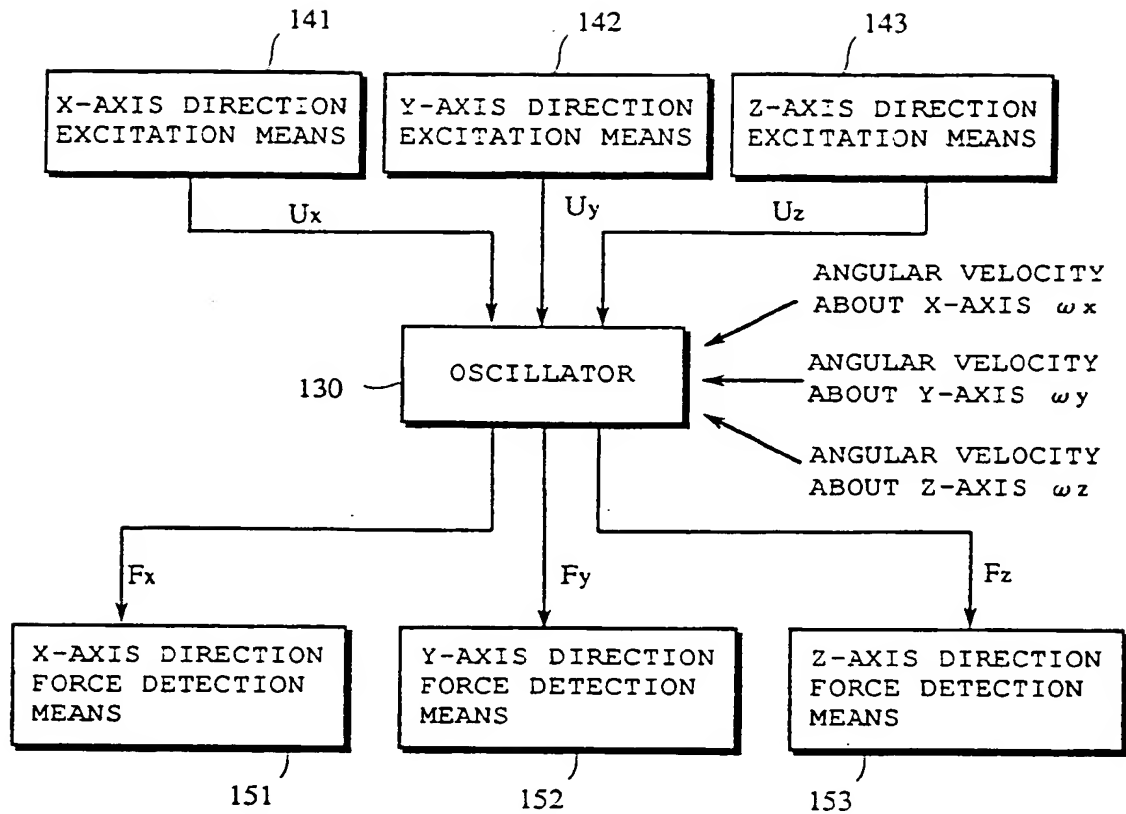 141
142
143
X-AXIS DIRECTION
EXCITATION MEANS
Y-AXIS DIRECTION
EXCITATION MEANS
Z-AXIS DIRECTION
EXCITATION MEANS
Ux
Uy
Uz
ANGULAR VELOCITY
ABOUT X-AXIS ωx
130
OSCILLATOR
ANGULAR VELOCITY
ABOUT Y-AXIS ωy
ANGULAR VELOCITY
ABOUT Z-AXIS ωz
Fx
Fy
Fz
X-AXIS DIRECTION
FORCE DETECTION
MEANS
Y-AXIS DIRECTION
FORCE DETECTION
MEANS
Z-AXIS DIRECTION
FORCE DETECTION
MEANS
151
152
153